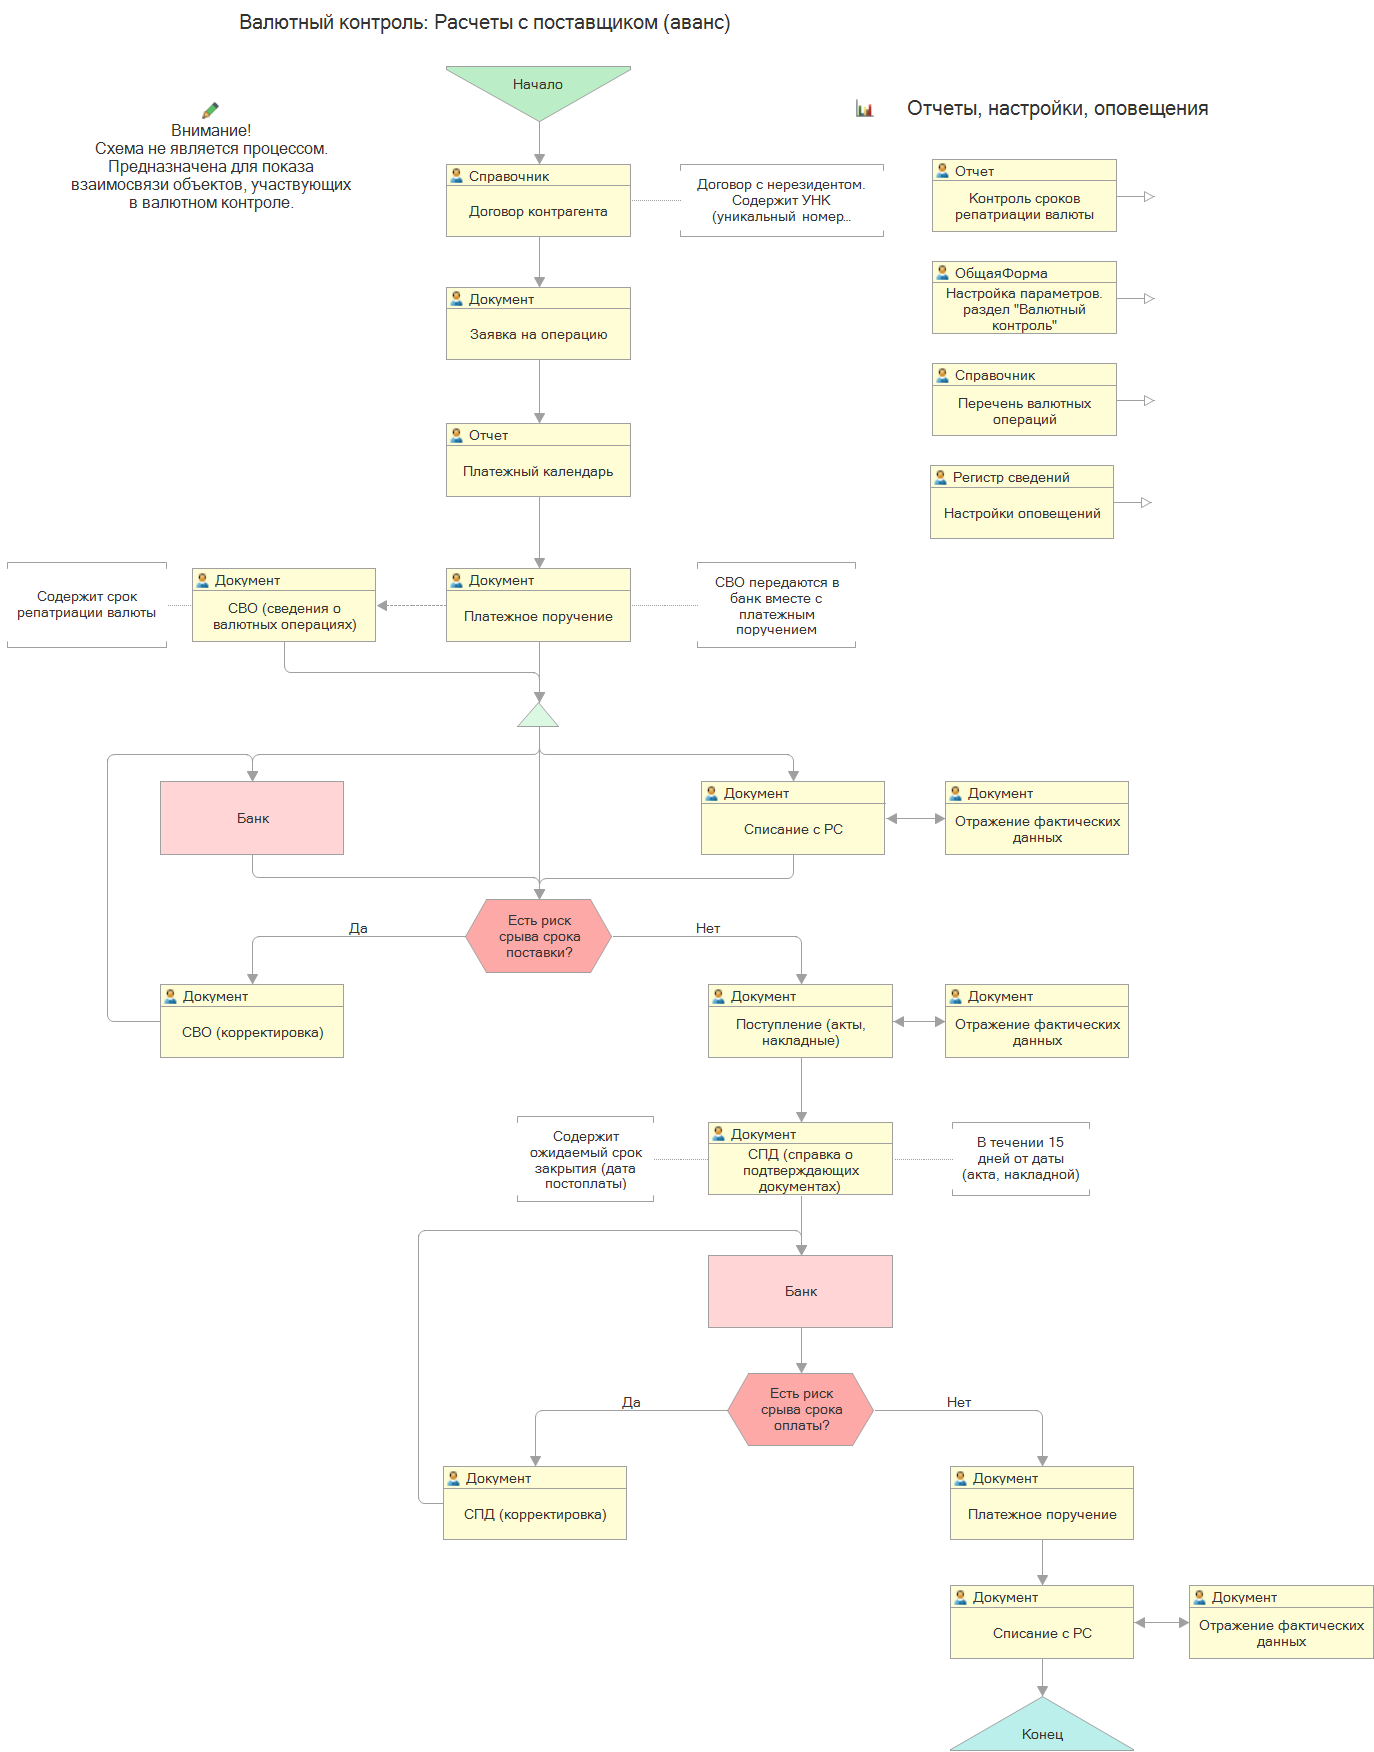 Валютный контроль: Расчеты с поставщиком (аванс)
Начало
Внимание!
Схема не является процессом.
Предназначена для показа
взаимосвязи объектов, участвующих
в валютном контроле.
Отчеты, настройки, оповещения
Справочник
Договор контрагента
Договор с нерезидентом.
Содержит УНК
(уникальный номер...
Отчет
Контроль сроков
репатриации валюты
ОбщаяФорма
Настройка параметров.
раздел "Валютный
контроль"
Документ
Заявка на операцию
Справочник
Перечень валютных
операций
Отчет
Платежный календарь
Регистр сведений
Настройки оповещений
Содержит срок
репатриации валюты
Документ
СВО (сведения о
валютных операциях)
Документ
Платежное поручение
СВО передаются в
банк вместе с
платежным
поручением
Банк
Документ
Списание с РС
Документ
Отражение фактических
данных
Есть риск
срыва срока
поставки?
Да
Нет
Документ
СВО (корректировка)
Документ
Поступление (акты,
накладные)
Документ
Отражение фактических
данных
Содержит
ожидаемый срок
закрытия (дата
постоплаты)
Документ
СПД (справка о
подтверждающих
документах)
В течении 15
дней от даты
(акта, накладной)
Банк
Есть риск
срыва срока
оплаты?
Да
Нет
Документ
СПД (корректировка)
Документ
Платежное поручение
Документ
Списание с РС
Документ
Отражение фактических
данных
Конец